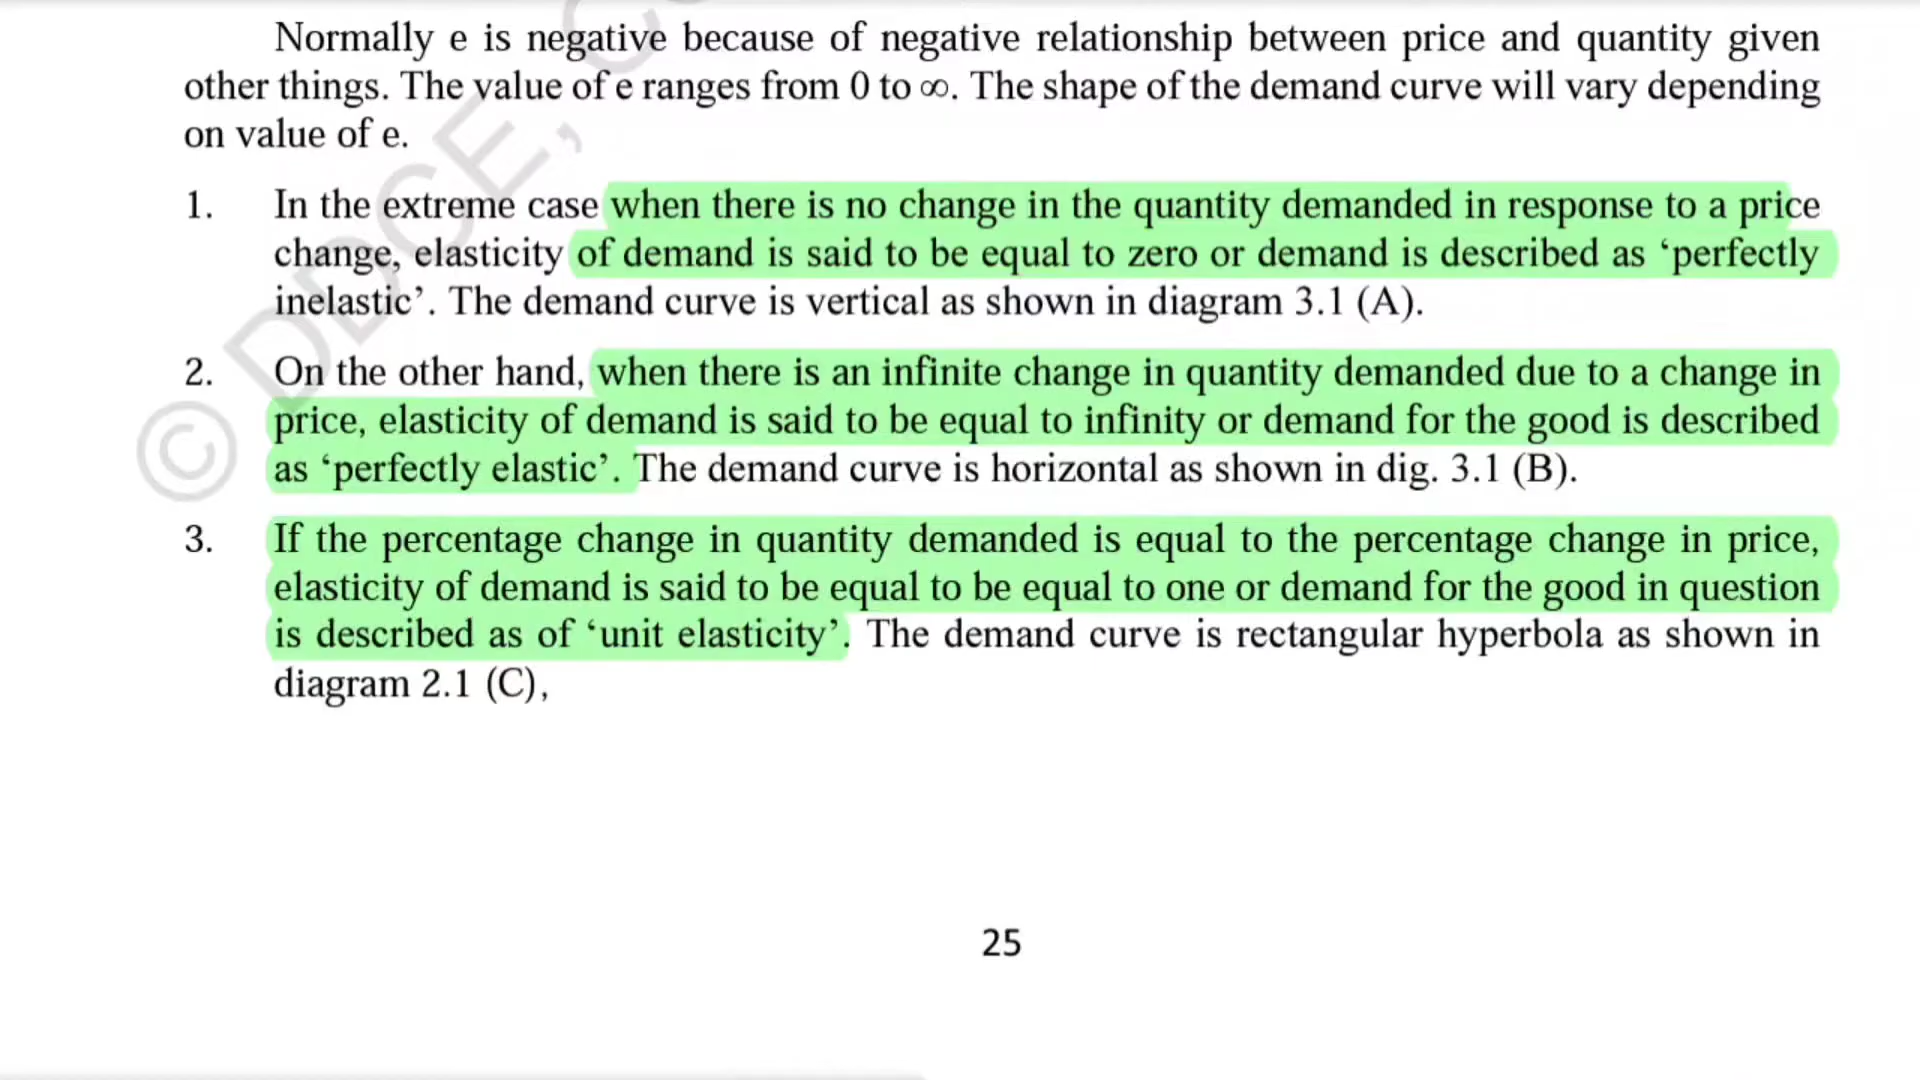 Normally e is negative because of negative relationship between price and quantity given
other things. The value of e ranges from 0 to ∞. The shape of the demand curve will vary depending
on value of e.
1. In the extreme case when there is no change in the quantity demanded in response to a price
change, elasticity of demand is said to be equal to zero or demand is described as ‘perfectly
inelastic’. The demand curve is vertical as shown in diagram 3.1 (A).
2. On the other hand, when there is an infinite change in quantity demanded due to a change in
price, elasticity of demand is said to be equal to infinity or demand for the good is described
as ‘perfectly elastic’. The demand curve is horizontal as shown in dig. 3.1 (B).
3. If the percentage change in quantity demanded is equal to the percentage change in price,
elasticity of demand is said to be equal to be equal to one or demand for the good in question
is described as of ‘unit elasticity’. The demand curve is rectangular hyperbola as shown in
diagram 2.1 (C),
25
© DDCE,